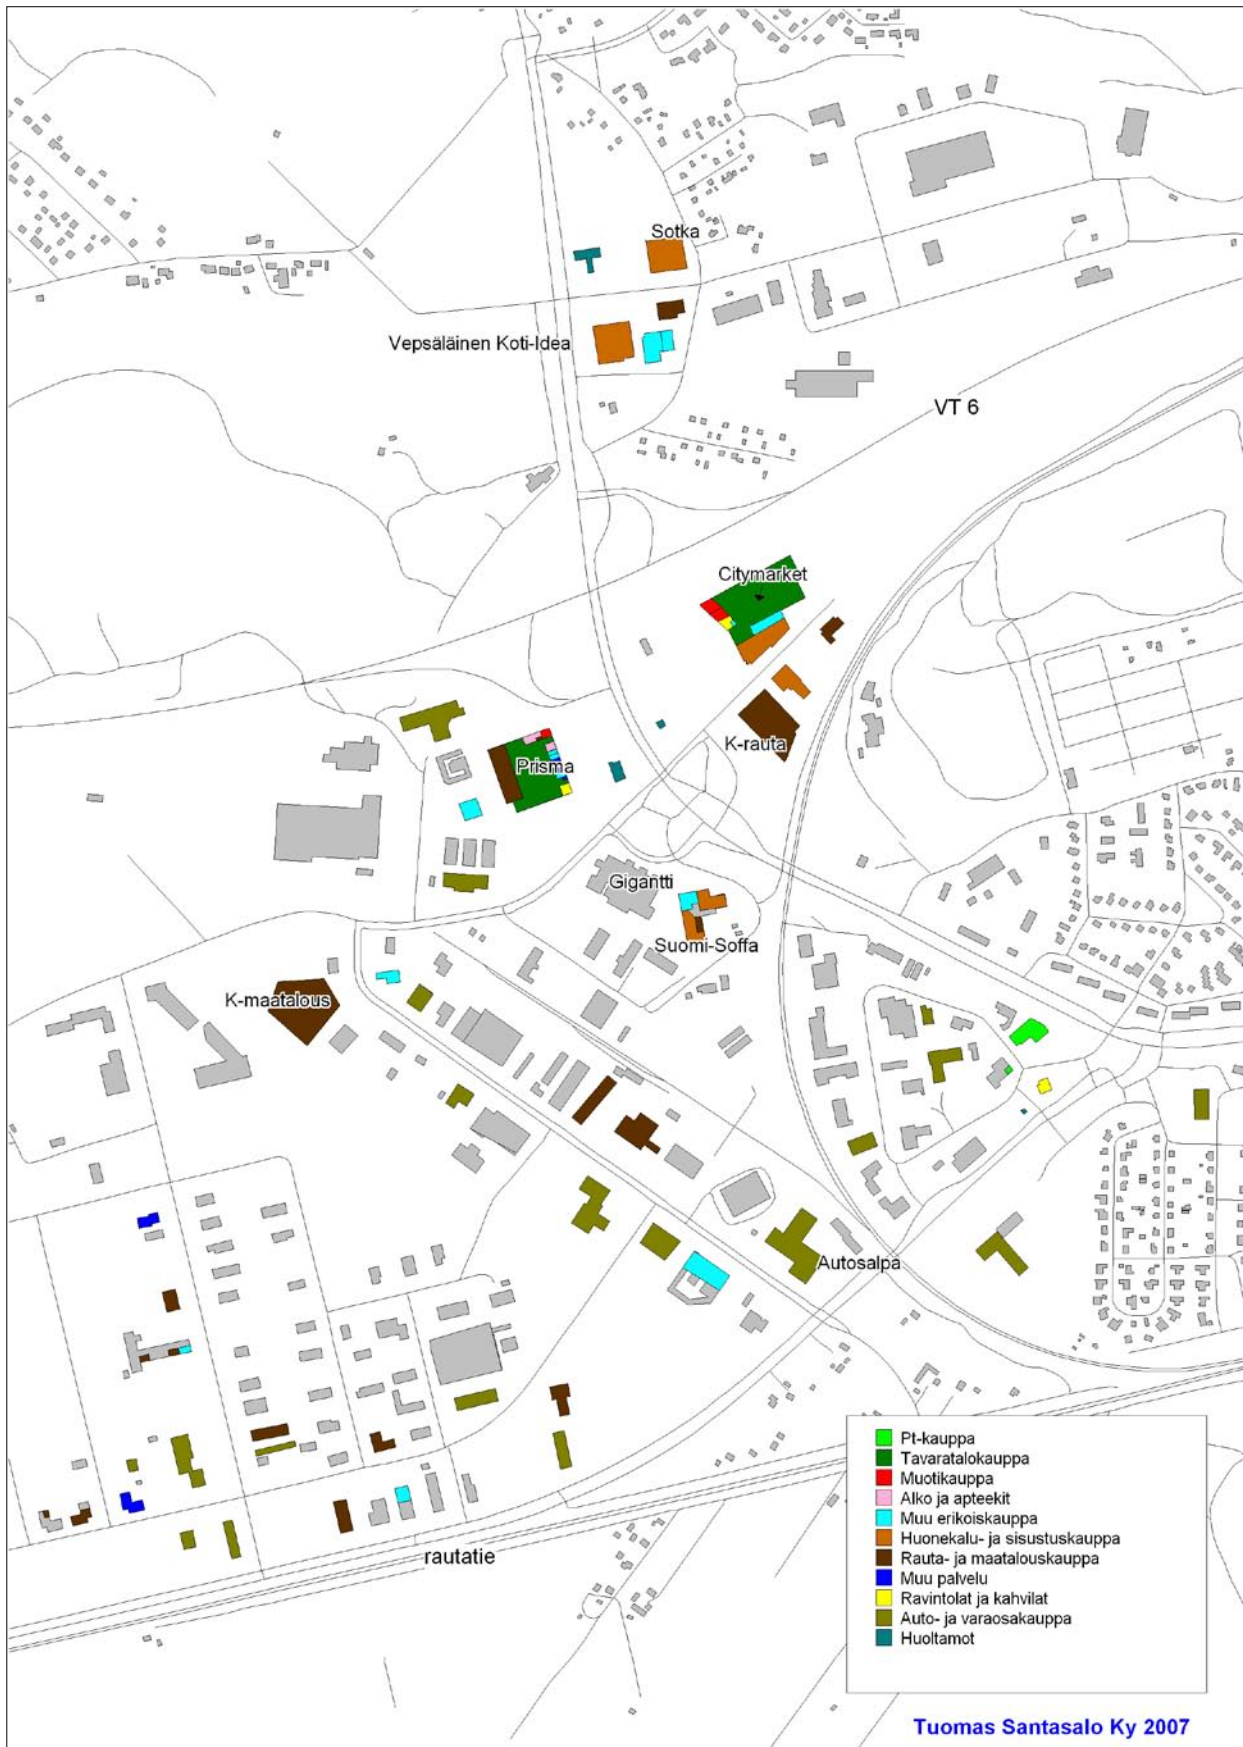 Sotka
Vepsäläinen Koti-Idea
VT 6
Citymarket
K-rauta
Prisma
Gigantti
Suomi-Soffa
K-maatalous
Autosalpa
rautatie
Pt-kauppa
Tavaratalokauppa
Muotikauppa
Alko ja apteekit
Muu erikoiskauppa
Huonekalu- ja sisustuskauppa
Rauta- ja maatalouskauppa
Muu palvelu
Ravintolat ja kahvilat
Auto- ja varaosakauppa
Huoltamot
Tuomas Santasalo Ky 2007